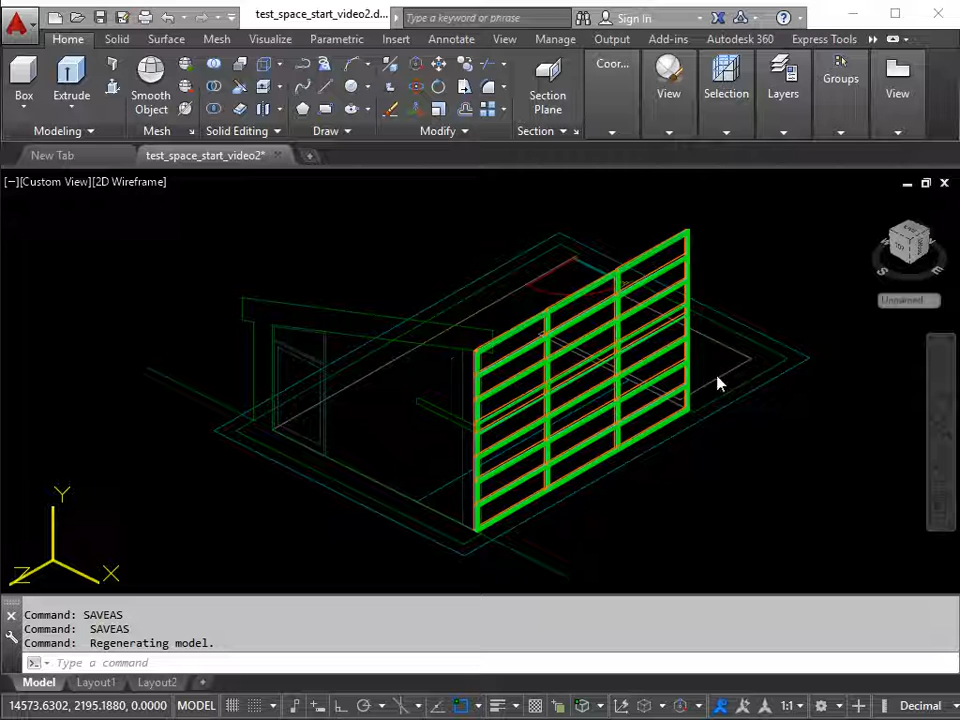 test_space_start_video2.d...
Type a keyword or phrase
Sign In
Home Solid Surface Mesh Visualize Parametric Insert Annotate View Manage Output Add-ins Autodesk 360 Express Tools
Box
Extrude
Smooth
Object
Section
Plane
Coor...
View
Selection
Layers
Groups
View
Modeling
Mesh
Solid Editing
Draw
Modify
Section
New Tab
test_space_start_video2*
[−][Custom View][2D Wireframe]
S
E
Unnamed
Y
Z
X
Command: SAVEAS
Command: SAVEAS
Command: Regenerating model.
Type a command
Model Layout1 Layout2
14573.6302, 2195.1880, 0.0000 MODEL
1:1
Decimal